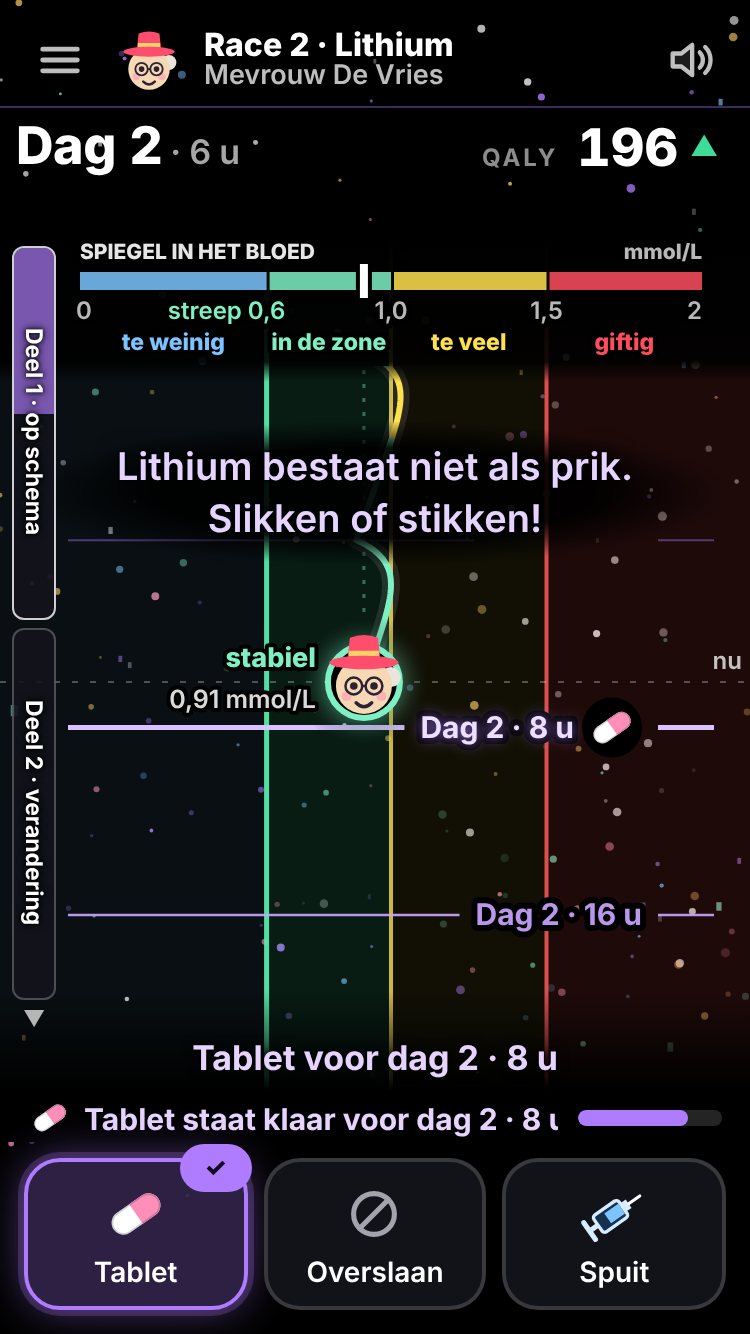 Race 2 · Lithium
Mevrouw De Vries
Dag 2 · 6 u
QALY 196
SPIEGEL IN HET BLOED mmol/L
0 streep 0,6 1,0 1,5 2
te weinig in de zone te veel giftig
Deel 1 · op schema
Lithium bestaat niet als prik.
Slikken of stikken!
stabiel
nu
0,91 mmol/L
Dag 2 · 8 u
Deel 2 · verandering
Dag 2 · 16 u
Tablet voor dag 2 · 8 u
Tablet staat klaar voor dag 2 · 8
Tablet Overslaan Spuit